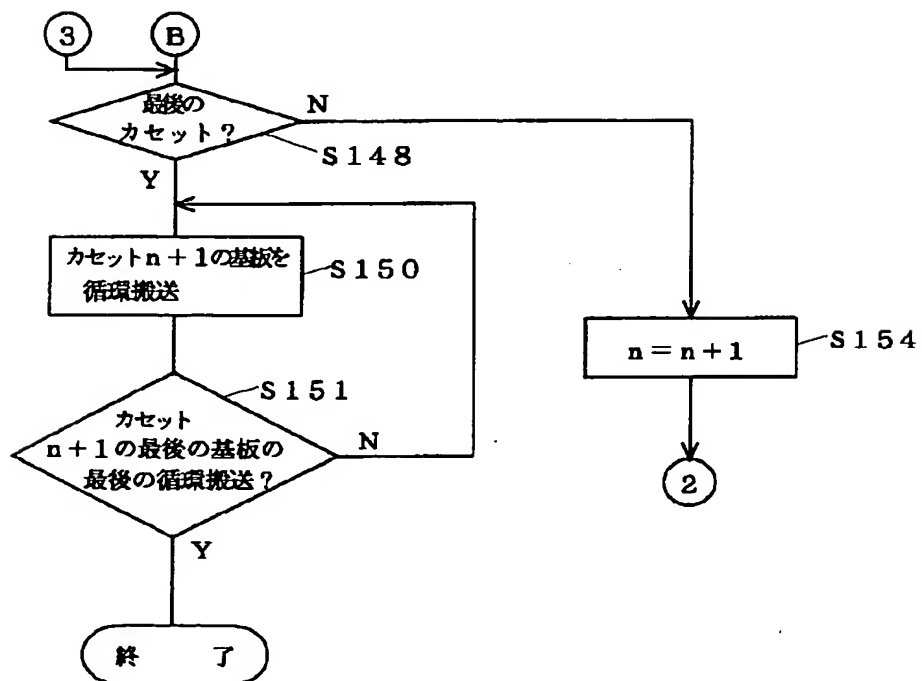 3
B
最後の
カセット？
N
S148
Y
カセットn＋1の基板を
循環搬送
S150
n＝n＋1
S154
S151
カセット
n＋1の最後の基板の
最後の循環搬送？
N
2
Y
終 了